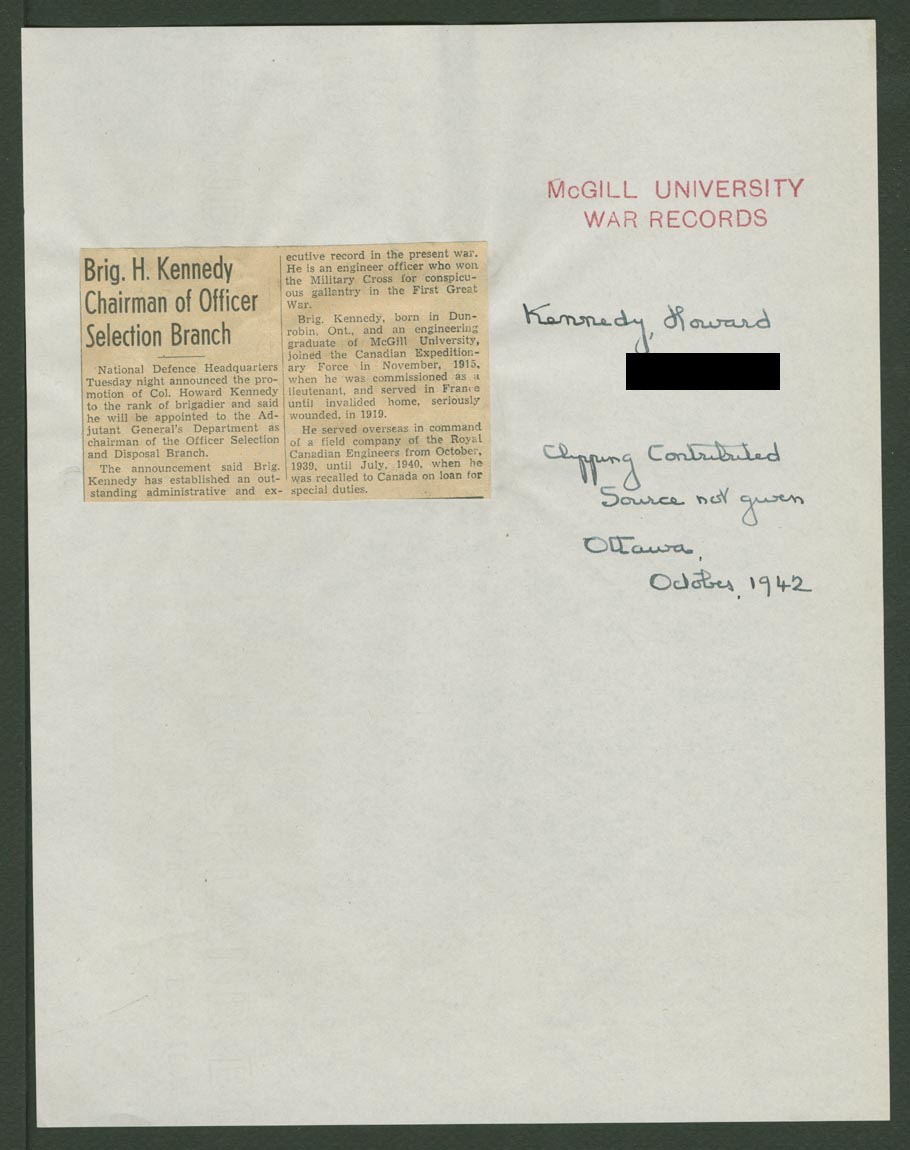 McGILL UNIVERSITY
WAR RECORDS
Brig. H. Kennedy
Chairman of Officer
Selection Branch
National Defence Headquarters
Tuesday night announced the pro-
motion of Col. Howard Kennedy
to the rank of brigadier and said
he will be appointed to the Ad-
jutant General's Department as
chairman of the Officer Selection
and Disposal Branch.
The announcement said Brig.
Kennedy has established an out-
standing administrative and ex-
ecutive record in the present war.
He is an engineer officer who won
the Military Cross for conspicu-
ous gallantry in the First Great
War.
Brig. Kennedy, born in Dun-
robin, Ont., and an engineering
graduate of McGill University,
joined the Canadian Expedition-
ary Force in November, 1915,
when he was commissioned as a
lieutenant, and served in France
until invalided home, seriously
wounded, in 1919.
He served overseas in command
of a field company of the Royal
Canadian Engineers from October,
1939, until July, 1940, when he
was recalled to Canada on loan for
special duties.
Kennedy, Howard
Clipping Contributed
Source not given
Ottawa,
October, 1942